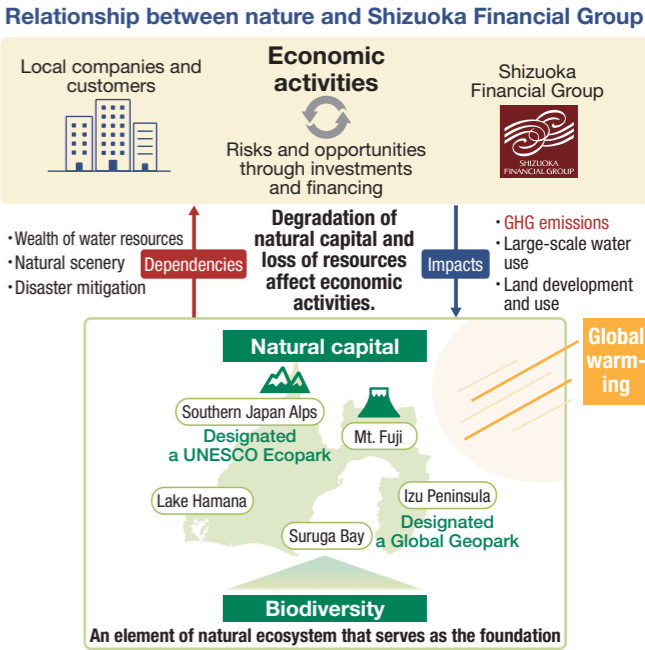 Relationship between nature and Shizuoka Financial Group
Local companies and
customers
Economic
activities
Risks and opportunities
through investments
and financing
Shizuoka
Financial Group
SHIZUOKA
FINANCIAL GROUP
・Wealth of water resources
・Natural scenery
・Disaster mitigation
Dependencies
Degradation of
natural capital and
loss of resources
affect economic
activities.
Impacts
・GHG emissions
・Large-scale water
use
・Land development
and use
Natural capital
Global
warm-
ing
Southern Japan Alps
Designated
a UNESCO Ecopark
Mt. Fuji
Lake Hamana
Izu Peninsula
Designated
a Global Geopark
Suruga Bay
Biodiversity
An element of natural ecosystem that serves as the foundation